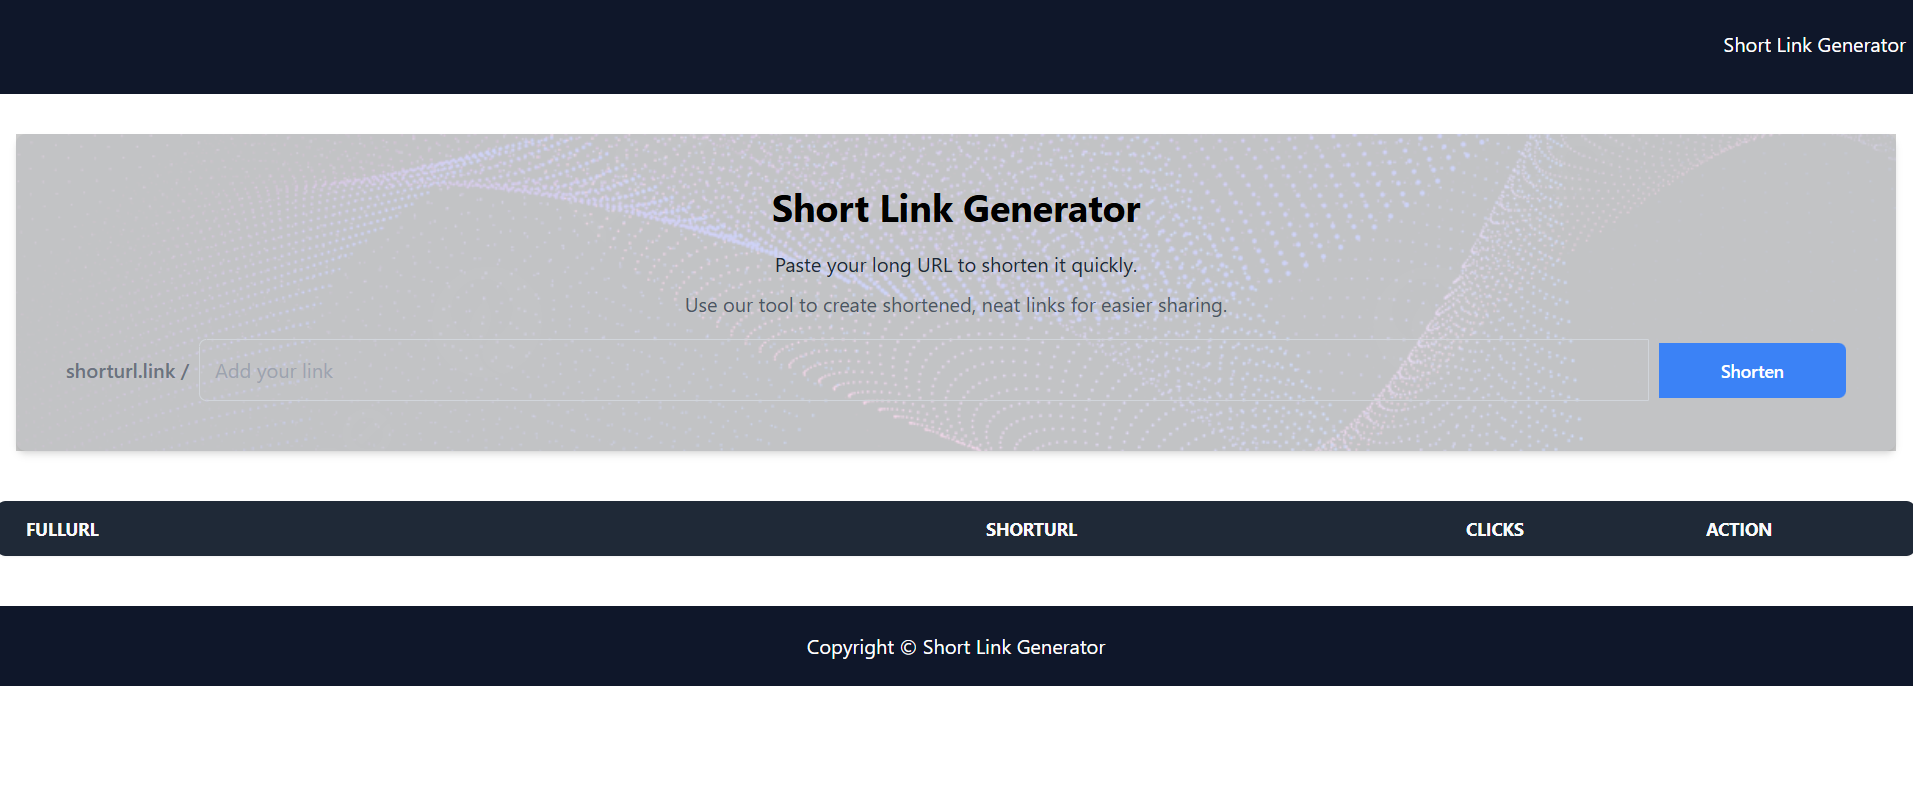 Short Link Generator
Short Link Generator
Paste your long URL to shorten it quickly.
Use our tool to create shortened, neat links for easier sharing.
shorturl.link / Add your link Shorten
FULLURL SHORTURL CLICKS ACTION
Copyright © Short Link Generator